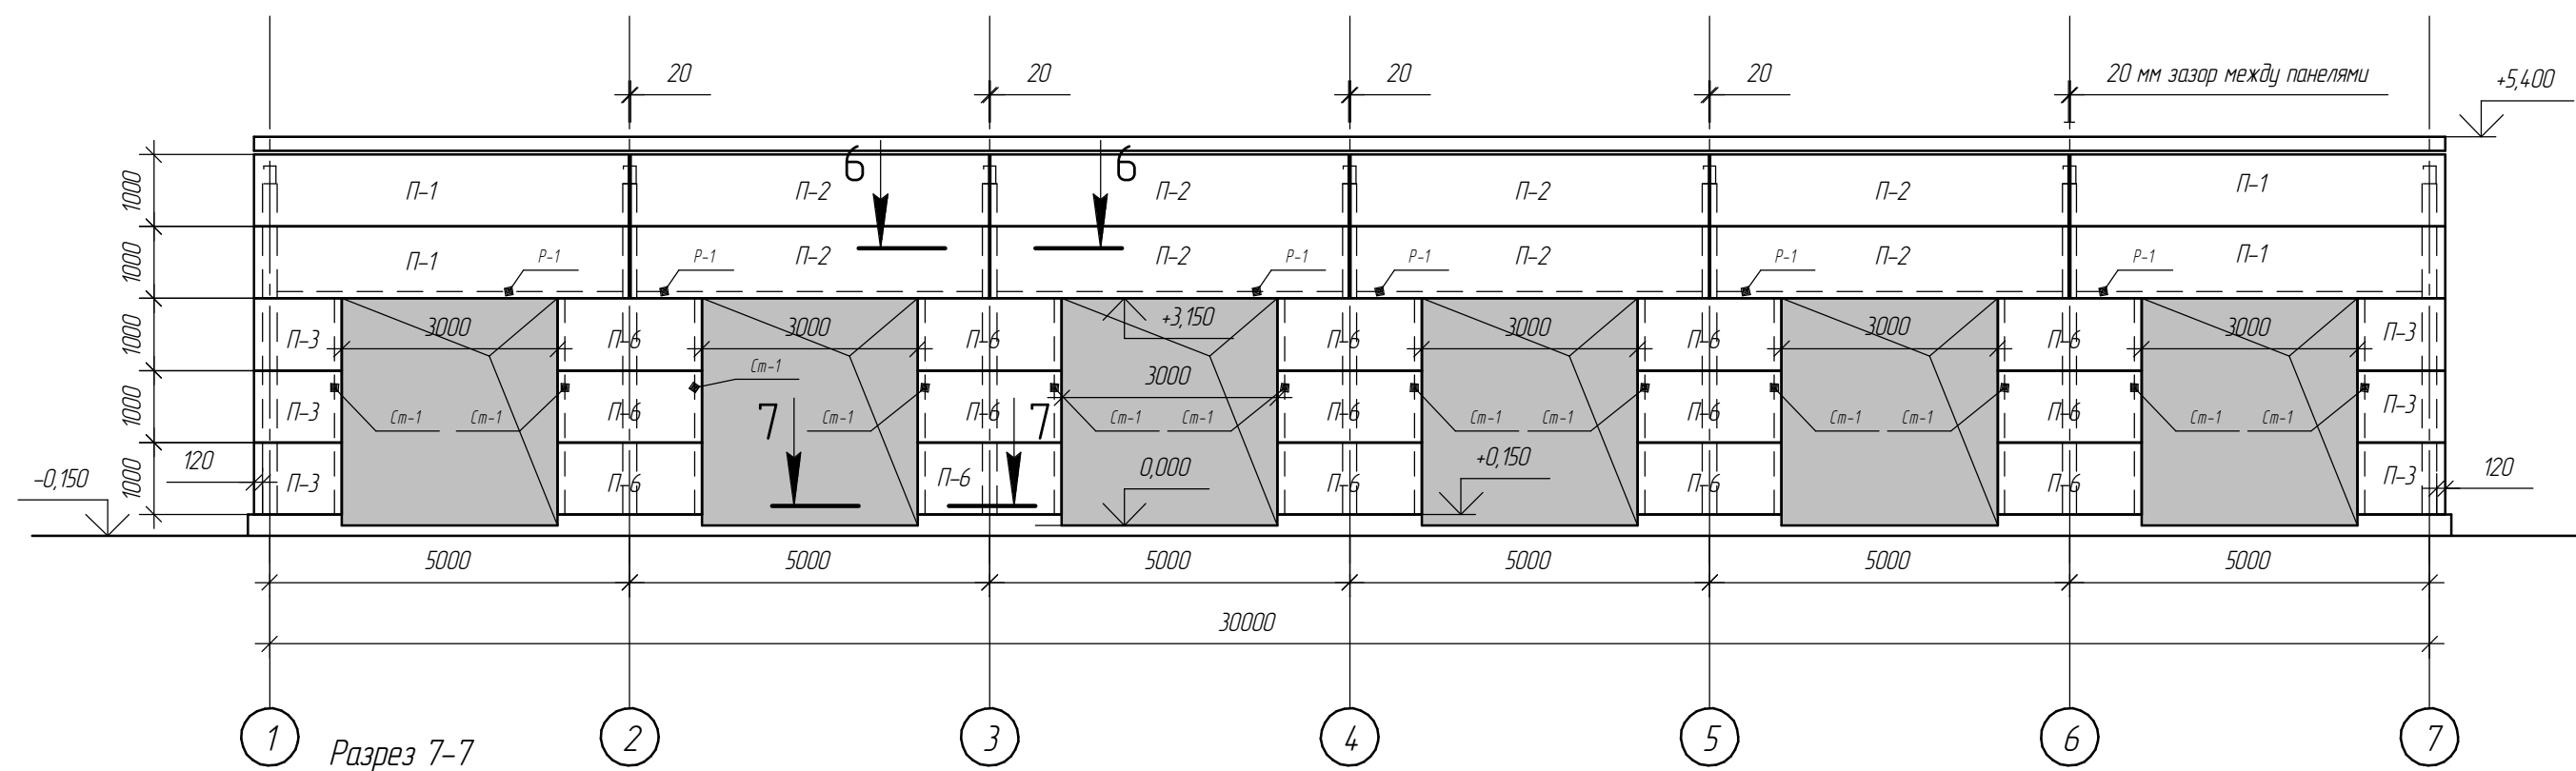 20 20 20 20 20 мм зазор между панелями +5,400
6 6
1000 П-1 П-2 П-2 П-2 П-2 П-1
1000 П-1 Р-1 Р-1 П-2 П-2 Р-1 Р-1 П-2 Р-1 П-2 Р-1 П-1
+3,150
1000 П-3 3000 П-6 3000 П-6 П-6 3000 П-6 3000 П-6 3000 П-3
Ст-1 3000
1000 П-3 Ст-1 Ст-1 П-6 7 Ст-1 П-6 7 Ст-1 Ст-1 П-6 Ст-1 Ст-1 П-6 Ст-1 Ст-1 П-6 Ст-1 Ст-1 П-3
-0,150 1000 120 П-3 П-6 П-6 0,000 П-6 +0,150 П-6 П-6 П-3 120
5000 5000 5000 5000 5000 5000
30000
1 2 3 4 5 6 7
Разрез 7-7